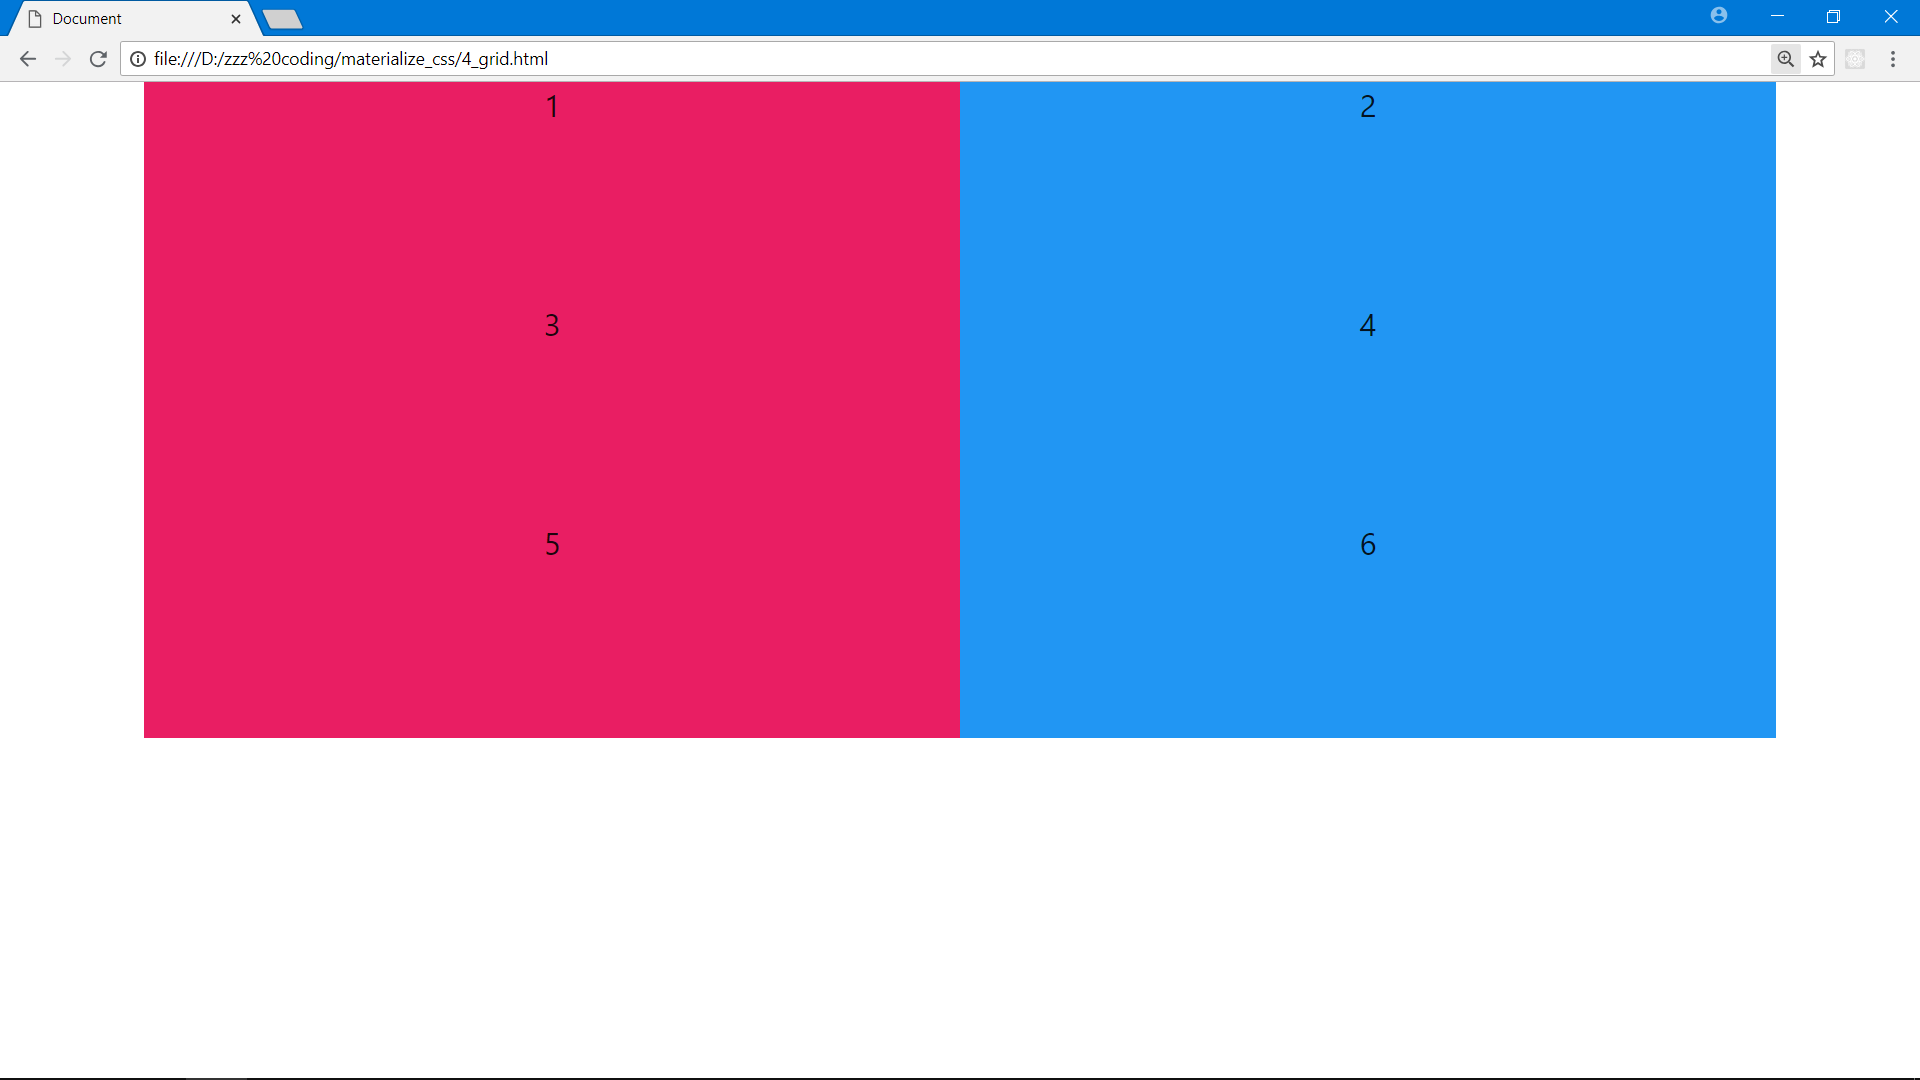 Document
file:///D:/zzz%20coding/materialize_css/4_grid.html
1 2
3 4
5 6